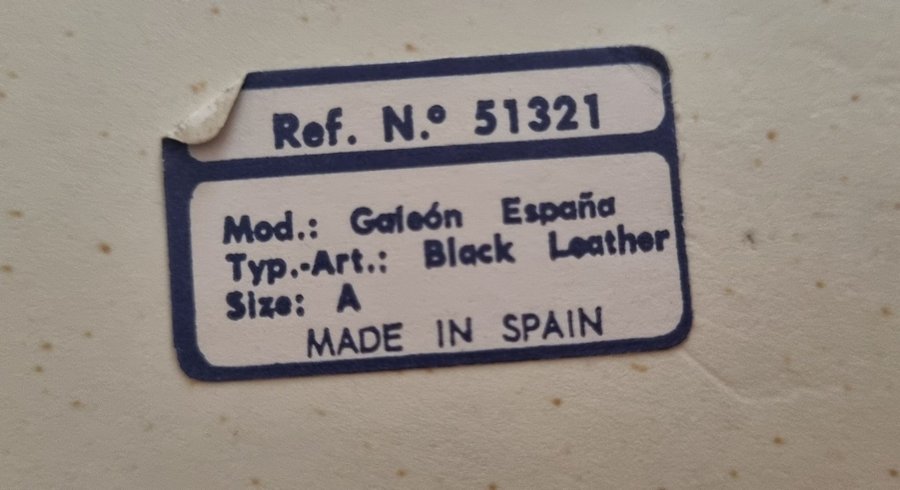 Ref. N.º 51321
Mod.: Galeón España
Typ.-Art.: Black Leather
Size: A
MADE IN SPAIN